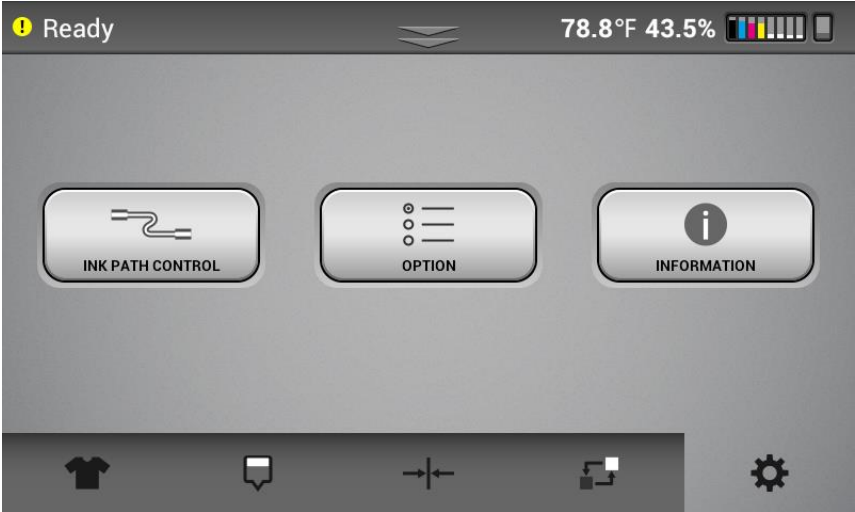 ! Ready
78.8°F 43.5%
INK PATH CONTROL
OPTION
i
INFORMATION